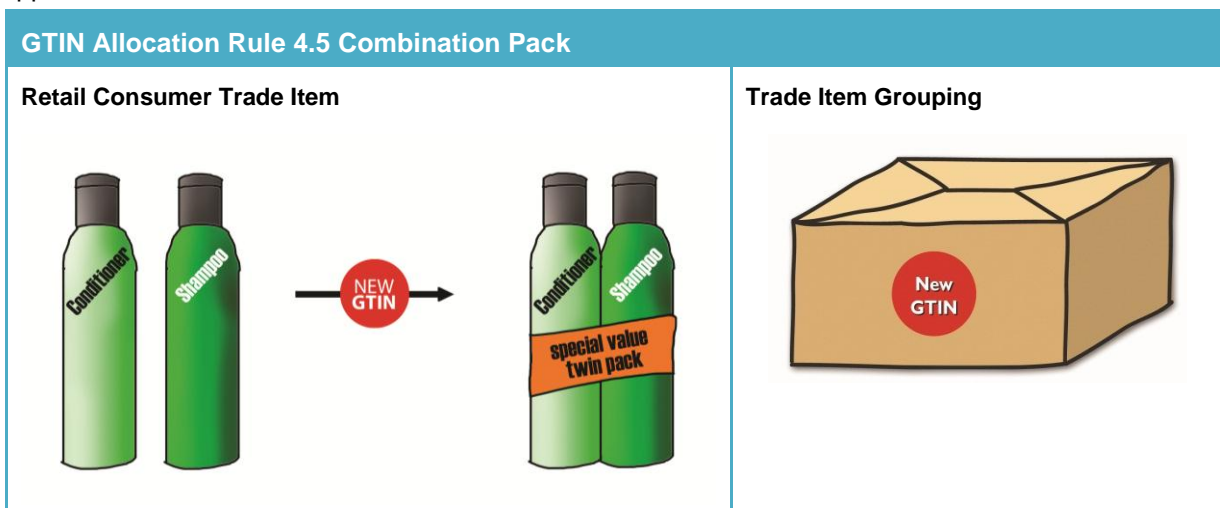 GTIN Allocation Rule 4.5 Combination Pack
Retail Consumer Trade Item
Trade Item Grouping
Conditioner
Shampoo
NEW
GTIN
Conditioner
Shampoo
special value
twin pack
New
GTIN